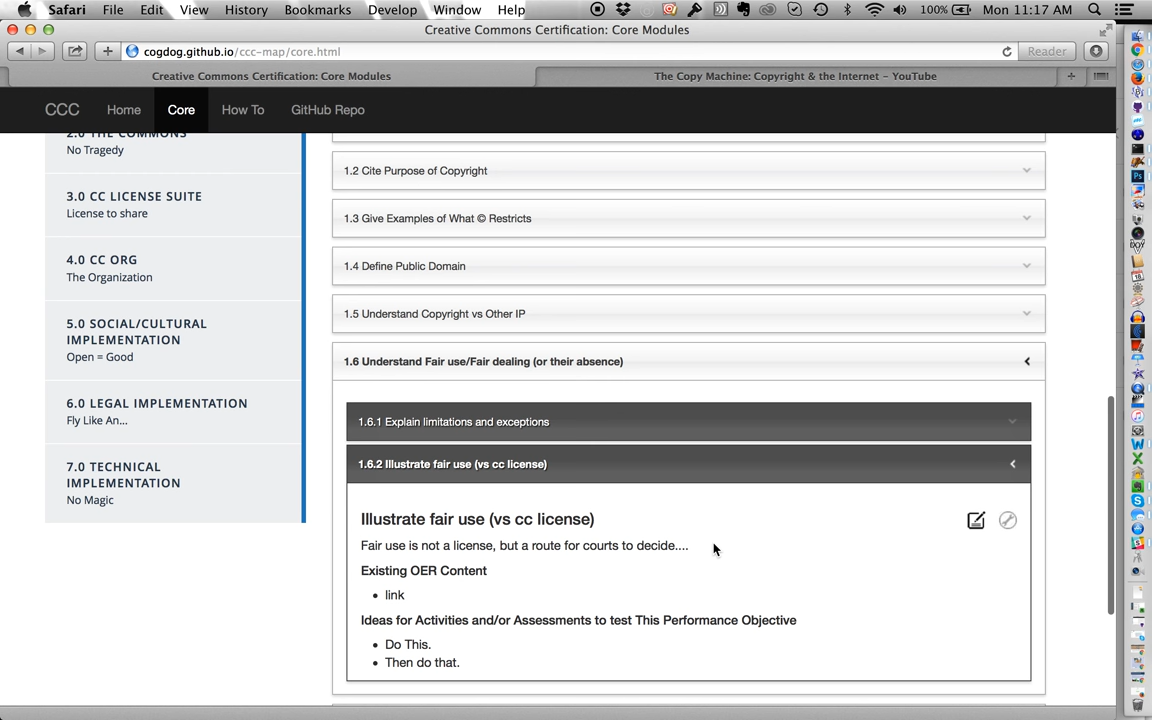 Safari File Edit View History Bookmarks Develop Window Help 100% Mon 11:17 AM
Creative Commons Certification: Core Modules
cogdog.github.io/ccc-map/core.html Reader
Creative Commons Certification: Core Modules The Copy Machine: Copyright & the Internet – YouTube
CCC Home Core How To GitHub Repo
2.0 THE COMMONS
No Tragedy
3.0 CC LICENSE SUITE
License to share
4.0 CC ORG
The Organization
5.0 SOCIAL/CULTURAL
IMPLEMENTATION
Open = Good
6.0 LEGAL IMPLEMENTATION
Fly Like An...
7.0 TECHNICAL
IMPLEMENTATION
No Magic
1.2 Cite Purpose of Copyright
1.3 Give Examples of What © Restricts
1.4 Define Public Domain
1.5 Understand Copyright vs Other IP
1.6 Understand Fair use/Fair dealing (or their absence)
1.6.1 Explain limitations and exceptions
1.6.2 Illustrate fair use (vs cc license)
Illustrate fair use (vs cc license)
Fair use is not a license, but a route for courts to decide....
Existing OER Content
• link
Ideas for Activities and/or Assessments to test This Performance Objective
• Do This.
• Then do that.